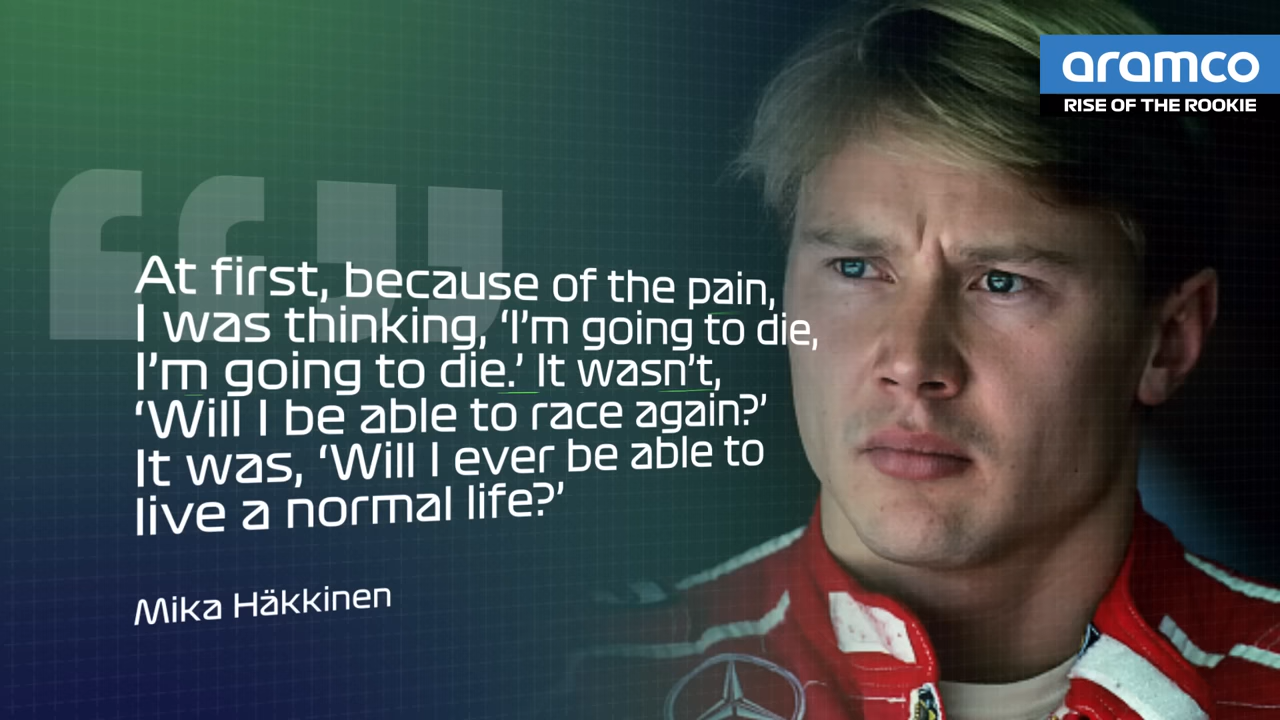 aramco
RISE OF THE ROOKIE
At first, because of the pain,
I was thinking, ‘I’m going to die,
I’m going to die.’ It wasn’t,
‘Will I be able to race again?’
It was, ‘Will I ever be able to
live a normal life?’
Mika Häkkinen